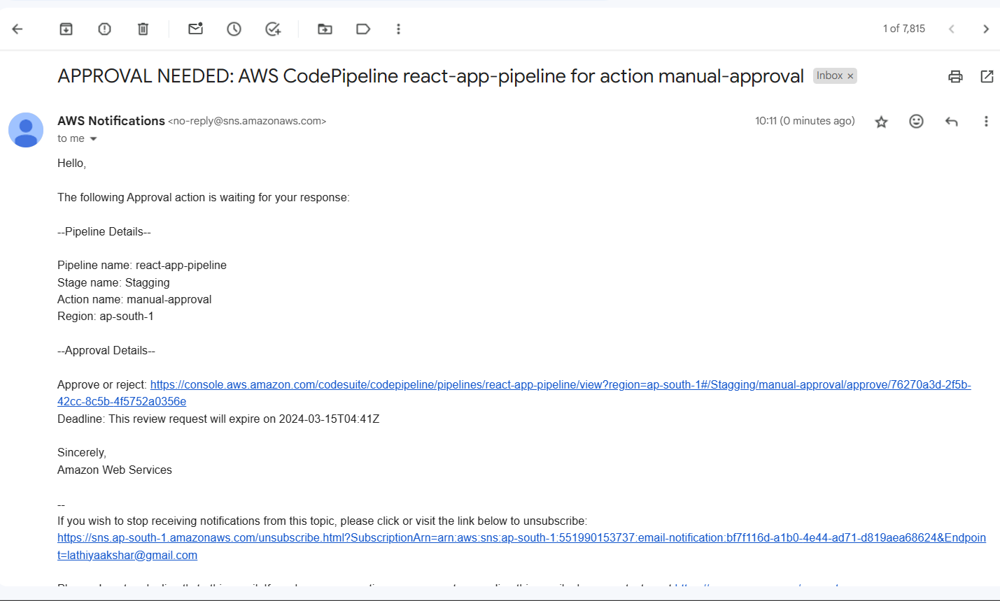 1 of 7,815
APPROVAL NEEDED: AWS CodePipeline react-app-pipeline for action manual-approval Inbox ×
AWS Notifications <no-reply@sns.amazonaws.com> 10:11 (0 minutes ago)
to me
Hello,
The following Approval action is waiting for your response:
--Pipeline Details--
Pipeline name: react-app-pipeline
Stage name: Stagging
Action name: manual-approval
Region: ap-south-1
--Approval Details--
Approve or reject: https://console.aws.amazon.com/codesuite/codepipeline/pipelines/react-app-pipeline/view?region=ap-south-1#/Stagging/manual-approval/approve/76270a3d-2f5b-
42cc-8c5b-4f5752a0356e
Deadline: This review request will expire on 2024-03-15T04:41Z
Sincerely,
Amazon Web Services
--
If you wish to stop receiving notifications from this topic, please click or visit the link below to unsubscribe:
https://sns.ap-south-1.amazonaws.com/unsubscribe.html?SubscriptionArn=arn:aws:sns:ap-south-1:551990153737:email-notification:bf7f116d-a1b0-4e44-ad71-d819aea68624&Endpoin
t=lathiyaakshar@gmail.com